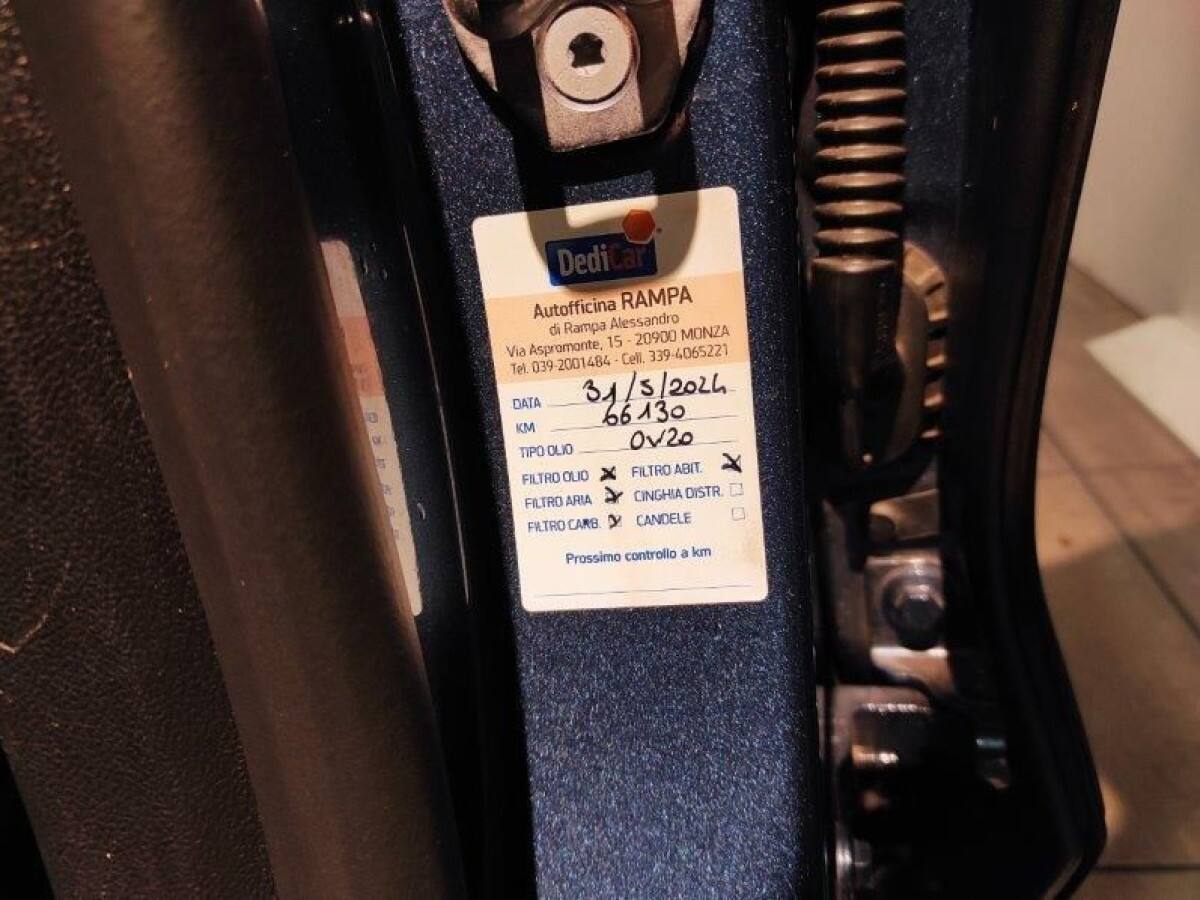 DediCar
Autofficina RAMPA
di Rampa Alessandro
Via Aspromonte, 15 - 20900 MONZA
Tel. 039-2001484 - Cell. 339-4065221
DATA 31/5/2024
KM 66130
TIPO OLIO 0W20
FILTRO OLIO FILTRO ABIT.
FILTRO ARIA CINGHIA DISTR.
FILTRO CARB. CANDELE
Prossimo controllo a km